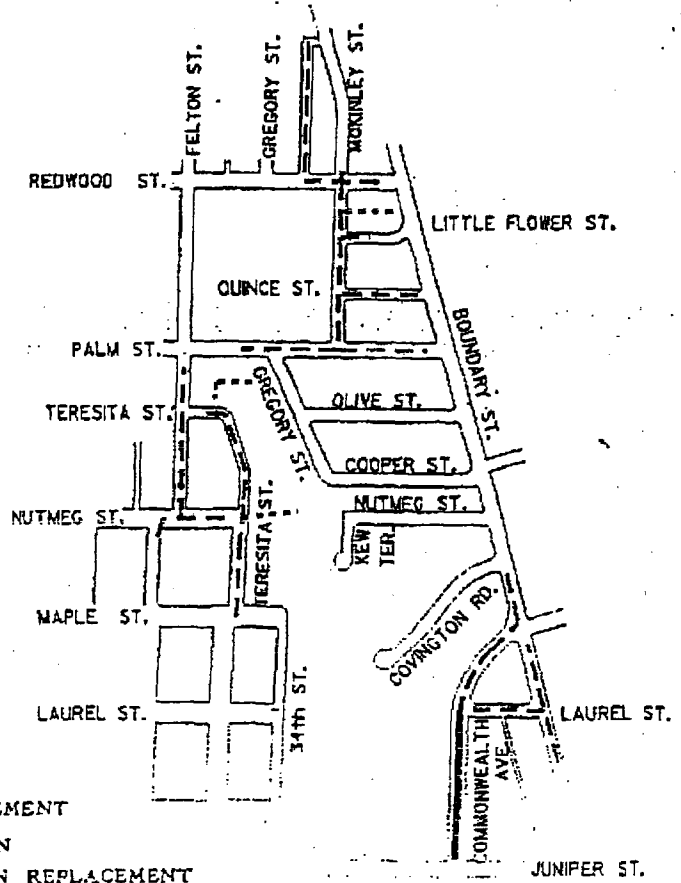 FELTON ST.
GREGORY ST.
MCKINLEY ST.
REDWOOD ST.
LITTLE FLOWER ST.
QUINCE ST.
BOUNDARY ST.
PALM ST.
GREGORY ST.
OLIVE ST.
TERESITA ST.
COOPER ST.
NUTMEG ST.
NUTMEG ST.
TERESITA ST.
KEW TER.
MAPLE ST.
COVINGTON RD.
34th ST.
LAUREL ST.
LAUREL ST.
COMMONWEALTH
AVE
EMENT
N
N REPLACEMENT
JUNIPER ST.